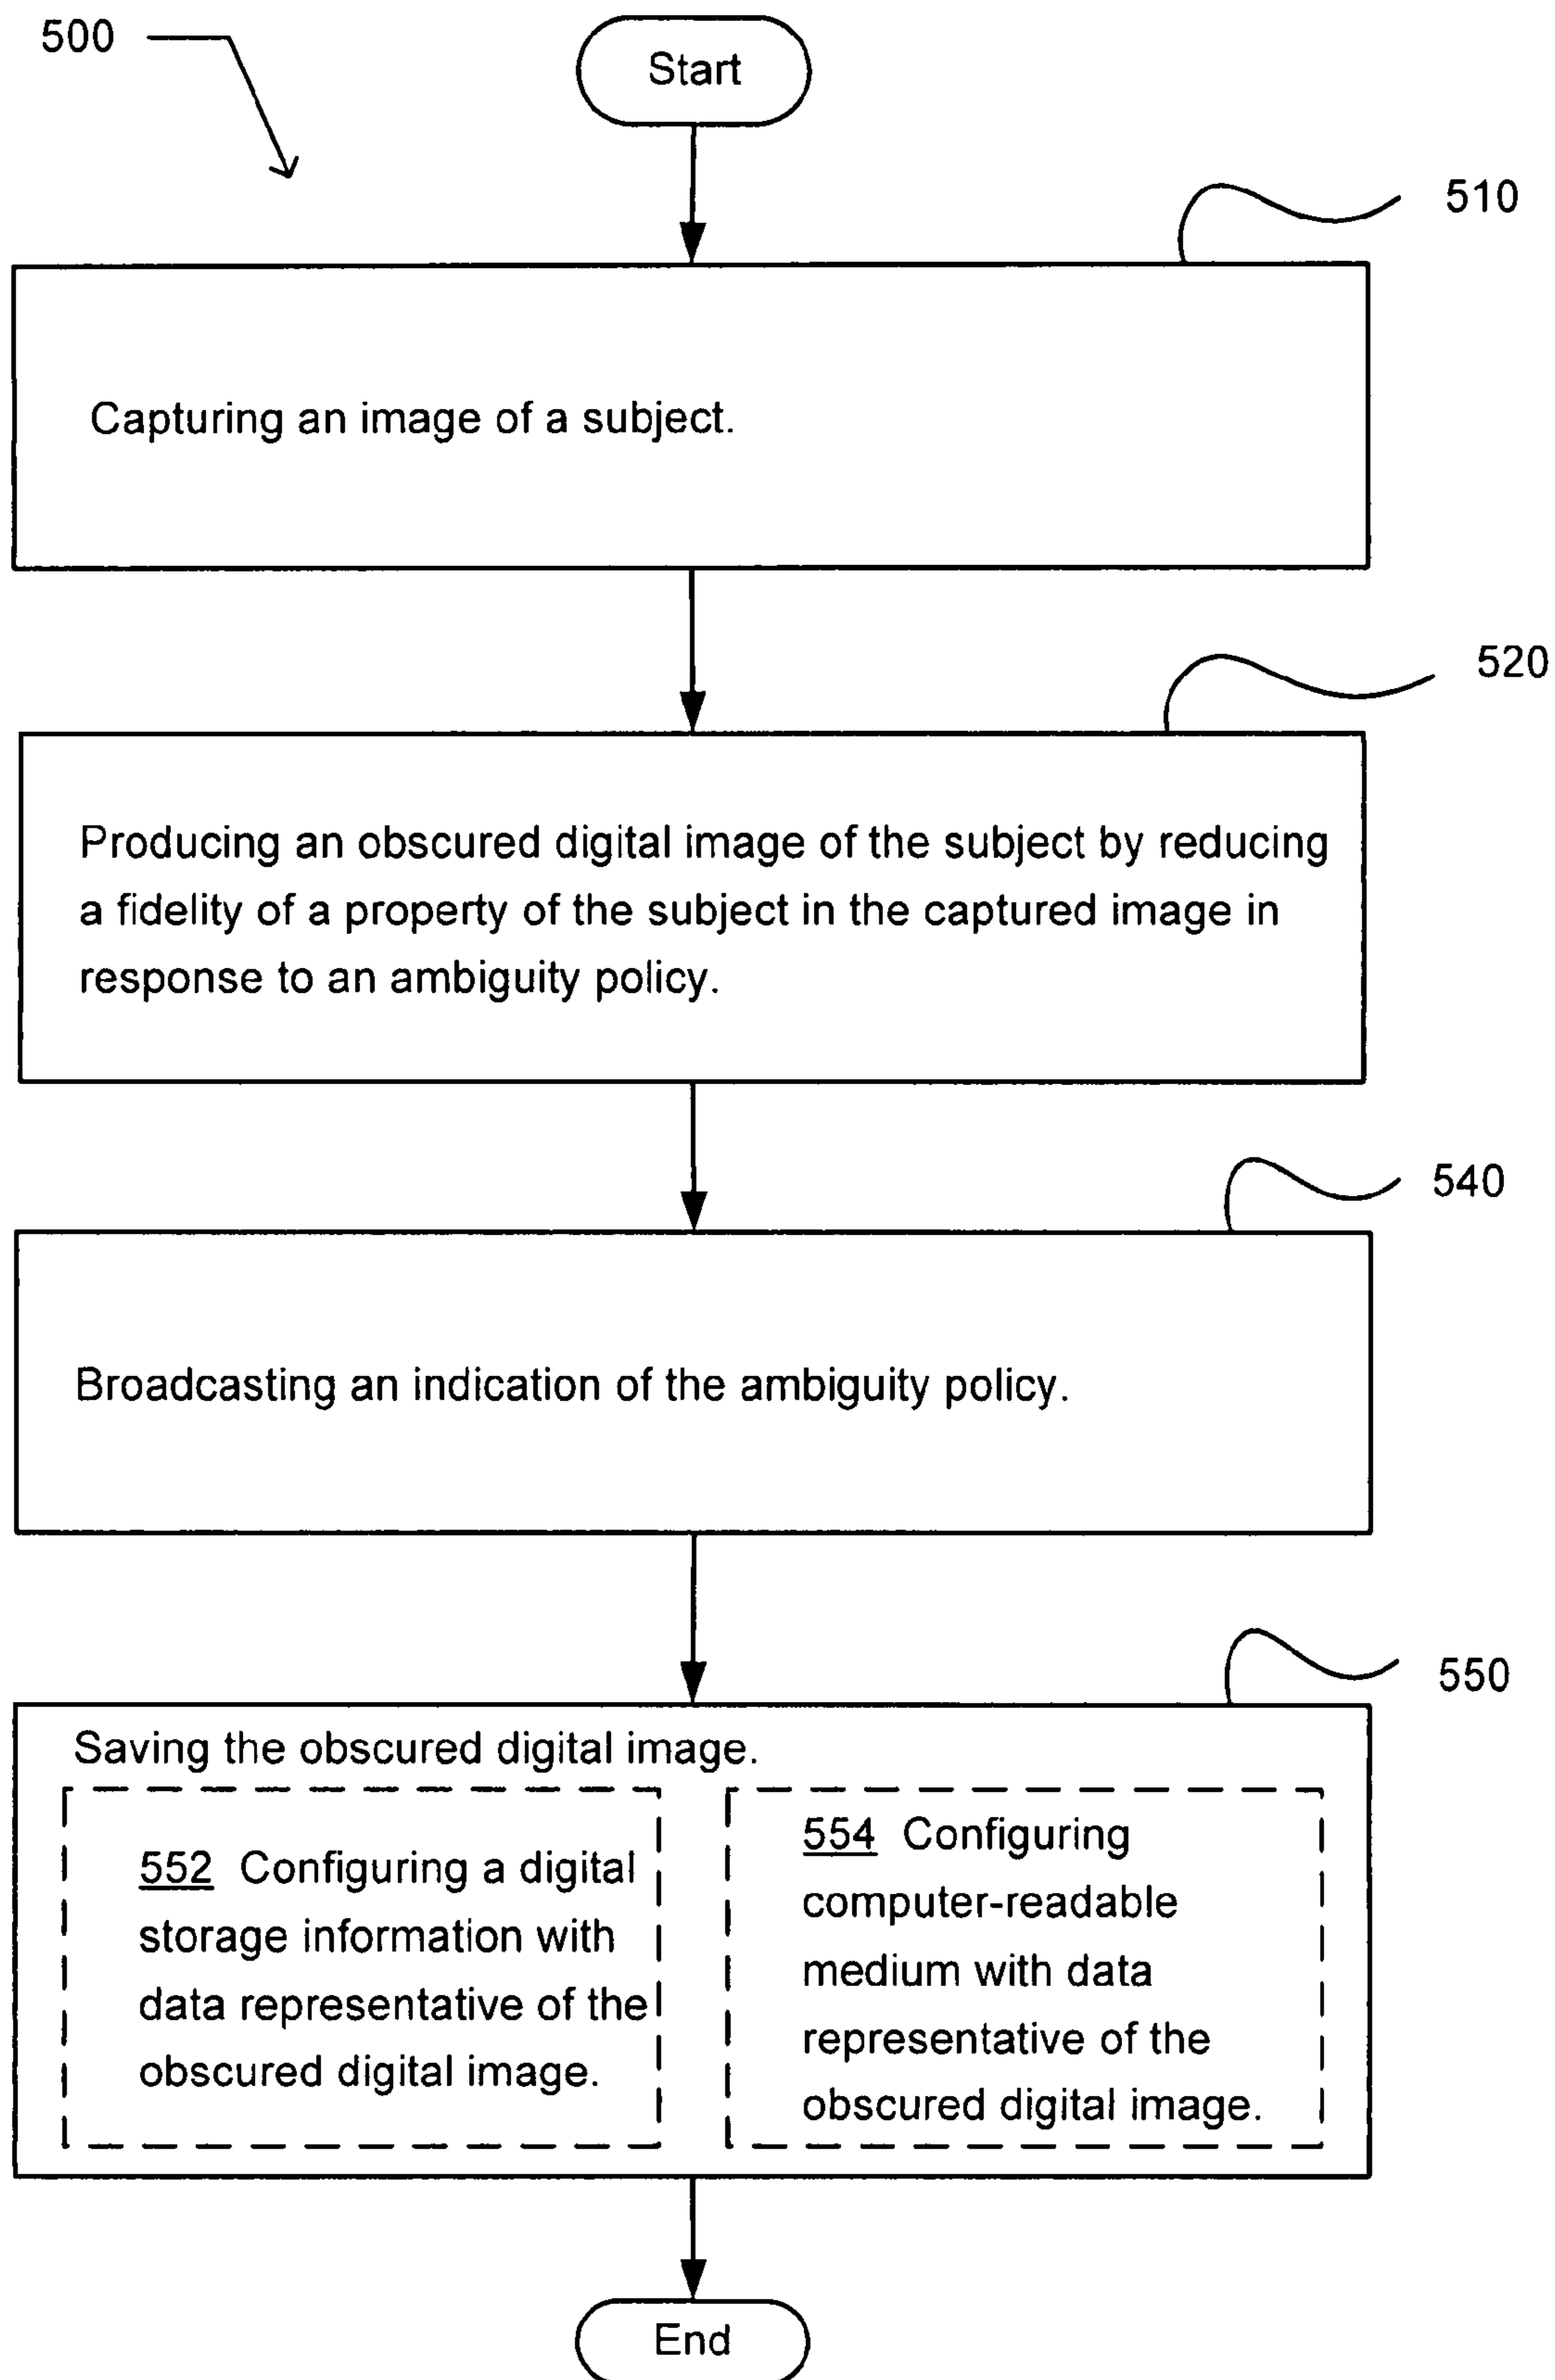 500
Start
510
Capturing an image of a subject.
520
Producing an obscured digital image of the subject by reducing
a fidelity of a property of the subject in the captured image in
response to an ambiguity policy.
540
Broadcasting an indication of the ambiguity policy.
550
Saving the obscured digital image.
552 Configuring a digital
storage information with
data representative of the
obscured digital image.
554 Configuring
computer-readable
medium with data
representative of the
obscured digital image.
End